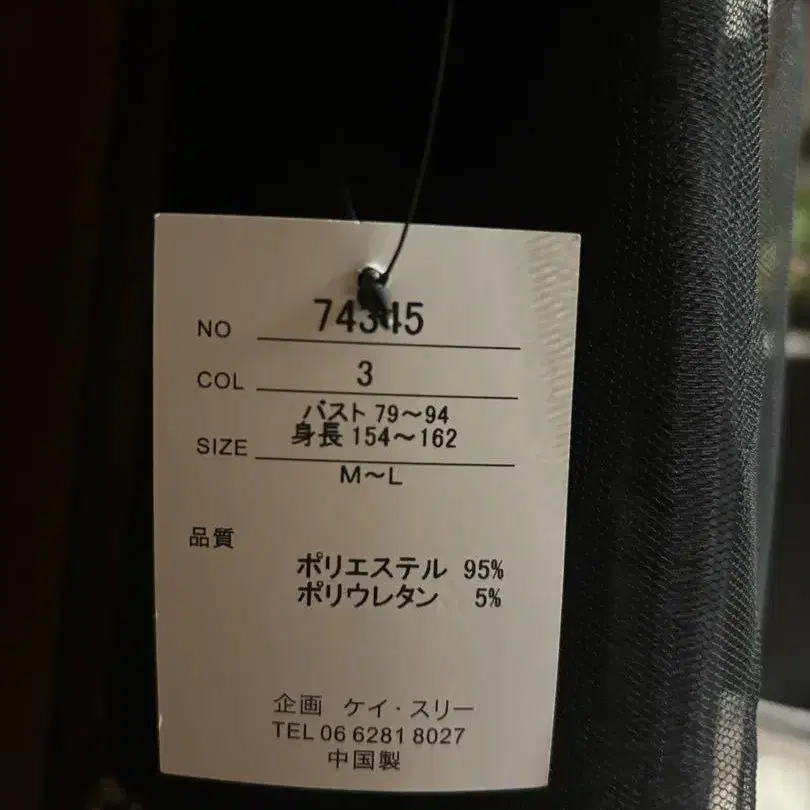 NO 74345
COL 3
バスト 79～94
身長 154～162
SIZE
M～L
品質
ポリエステル 95%
ポリウレタン 5%
企画 ケイ・スリー
TEL 06 6281 8027
中国製